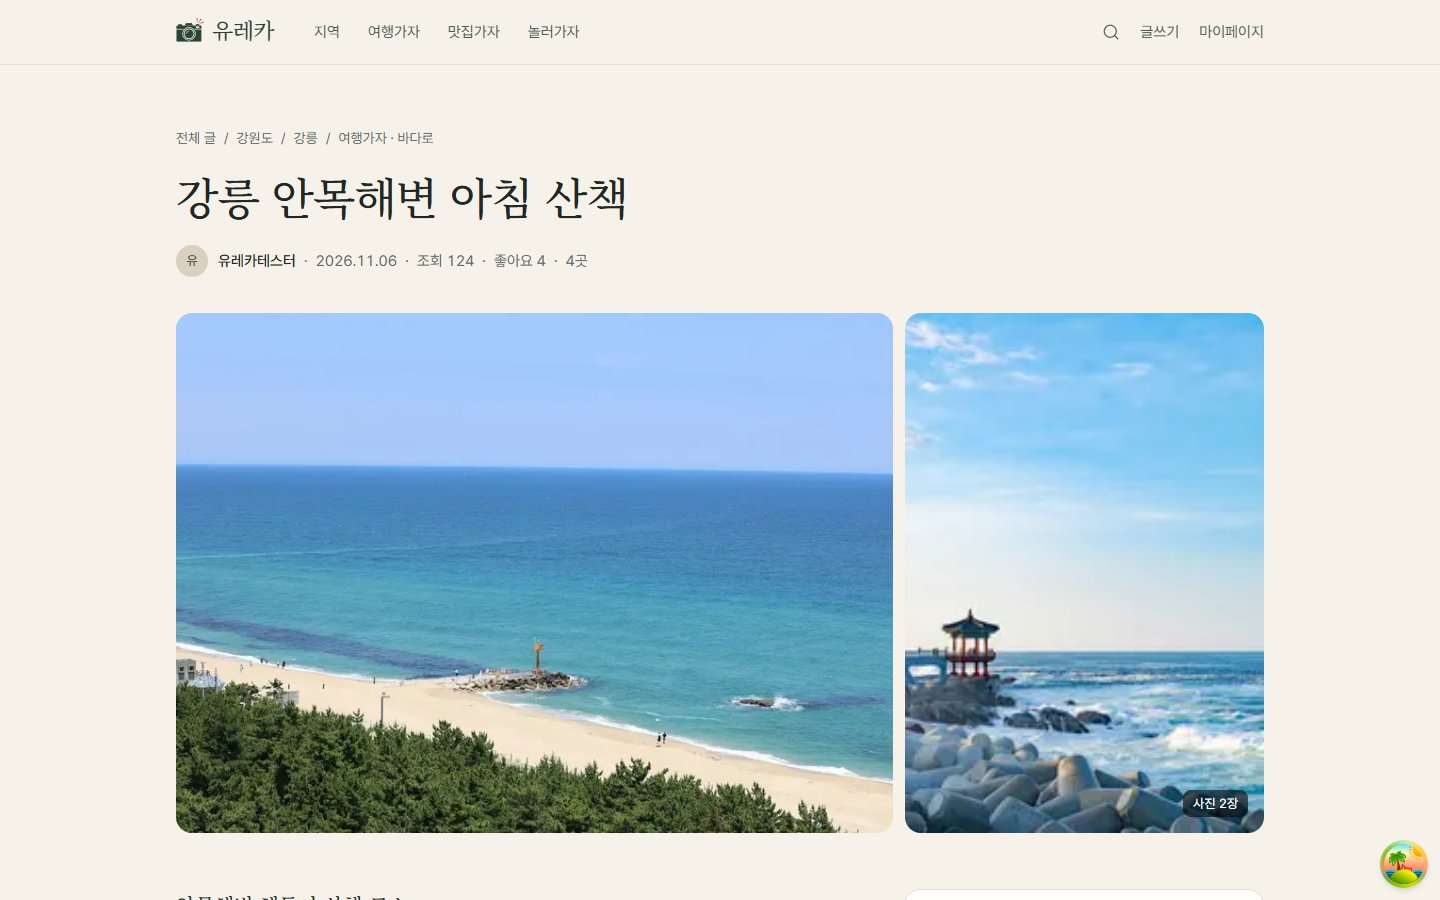 유레카
지역
여행가자
맛집가자
놀러가자
글쓰기
마이페이지
전체 글 / 강원도 / 강릉 / 여행가자 · 바다로
강릉 안목해변 아침 산책
유
유레카테스터 · 2026.11.06 · 조회 124 · 좋아요 4 · 4곳
사진 2장